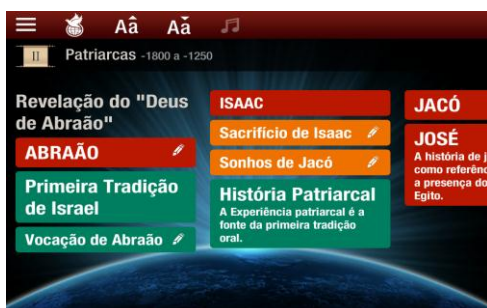 Aâ Aǎ
II Patriarcas -1800 a -1250
Revelação do "Deus
de Abraão"
ABRAÃO
Primeira Tradição
de Israel
Vocação de Abraão
ISAAC
Sacrifício de Isaac
Sonhos de Jacó
História Patriarcal
A Experiência patriarcal é a
fonte da primeira tradição
oral.
JACÓ
JOSÉ
A história de
como
a presença do
Egito.